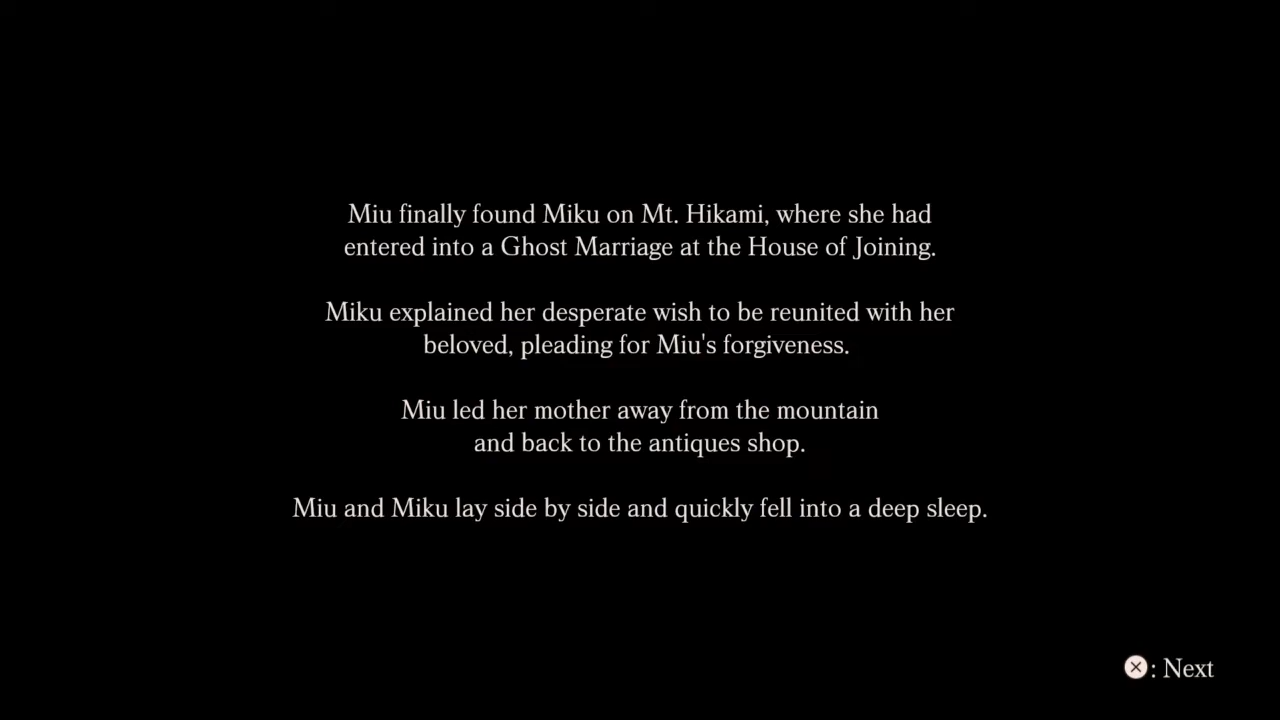 Miu finally found Miku on Mt. Hikami, where she had
entered into a Ghost Marriage at the House of Joining.
Miku explained her desperate wish to be reunited with her
beloved, pleading for Miu's forgiveness.
Miu led her mother away from the mountain
and back to the antiques shop.
Miu and Miku lay side by side and quickly fell into a deep sleep.
: Next